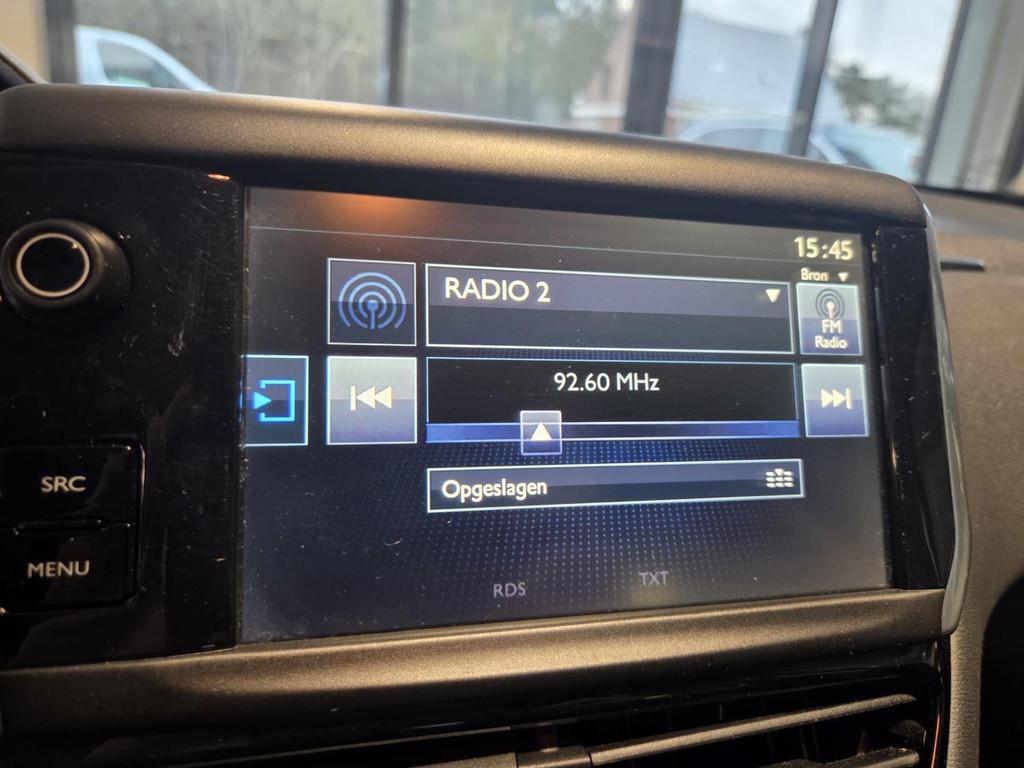 15:45
Bron
RADIO 2
FM
Radio
92.60 MHz
SRC
Opgeslagen
MENU
RDS
TXT